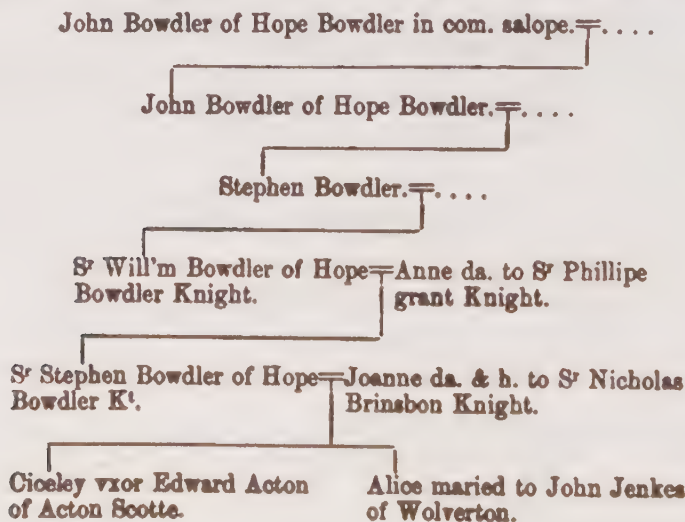 John Bowdler of Hope Bowdler in com. salope.=....
John Bowdler of Hope Bowdler.=....
Stephen Bowdler.=....
Sr Will'm Bowdler of Hope=Anne da. to Sr Phillipe
Bowdler Knight. grant Knight.
Sr Stephen Bowdler of Hope=Joanne da. & h. to Sr Nicholas
Bowdler Kt. Brinsbon Knight.
Ciceley vxor Edward Acton
of Acton Scotte.
Alice maried to John Jenkes
of Wolverton.